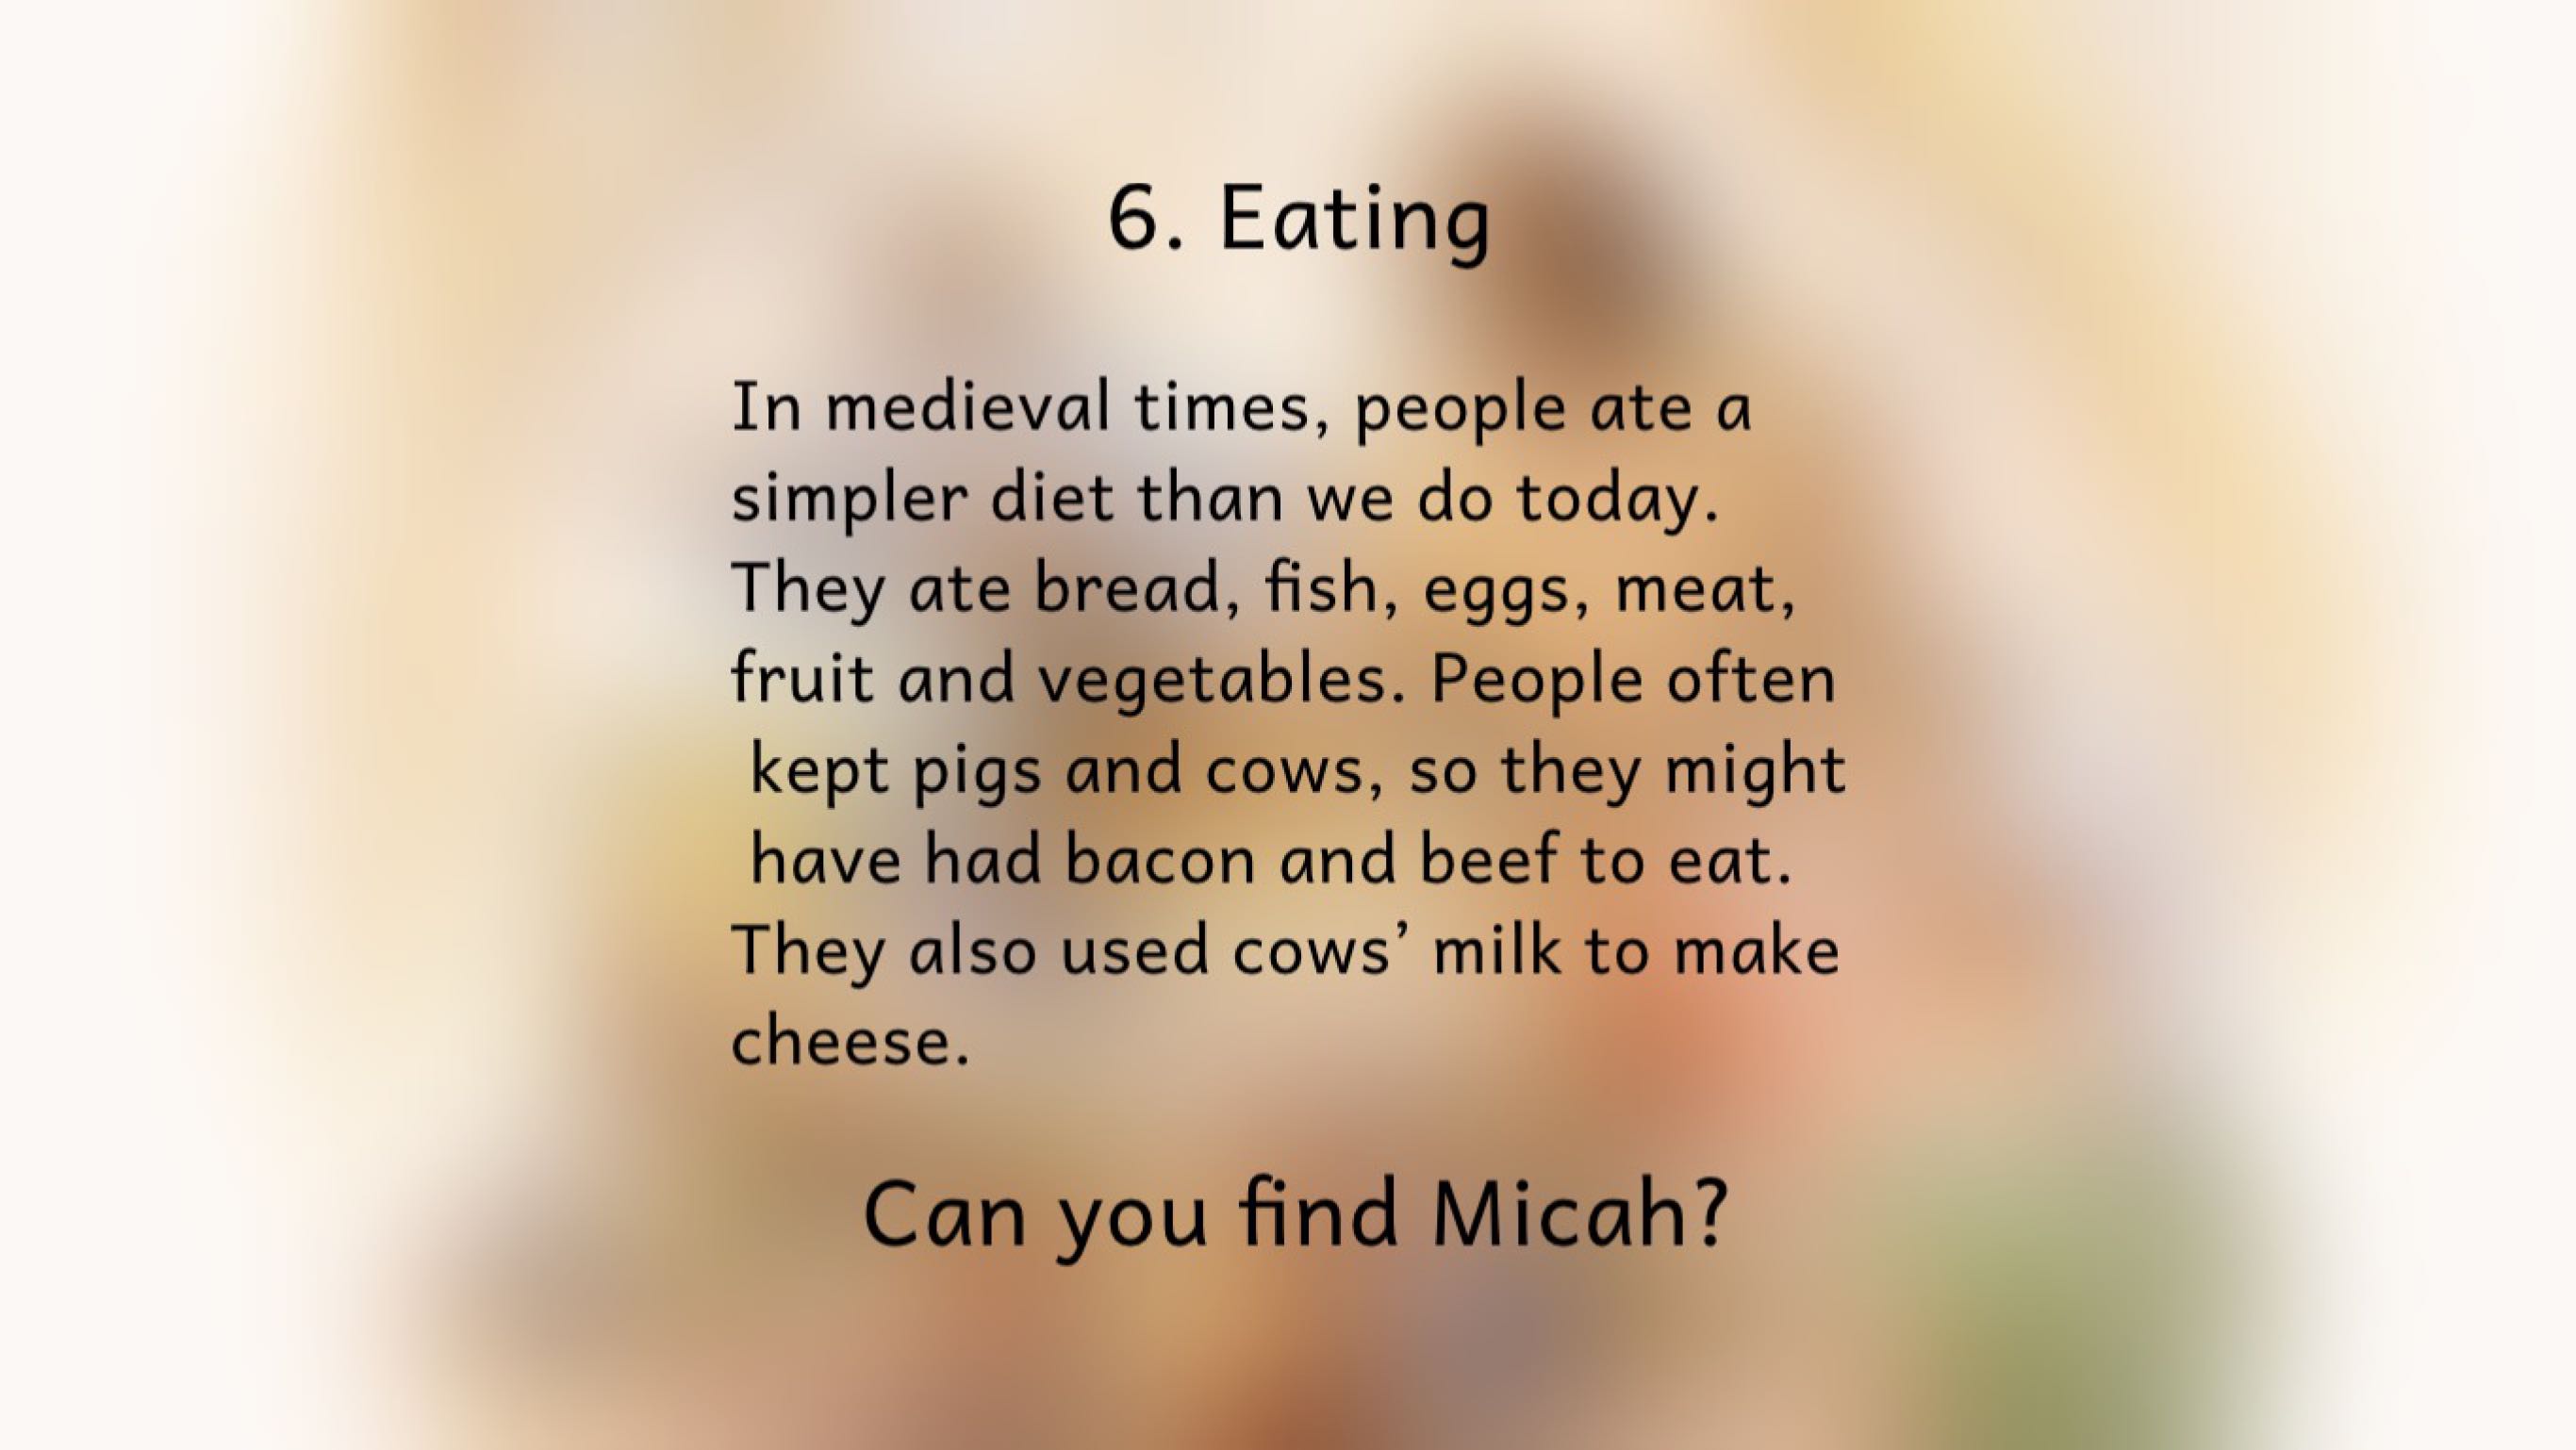 6. Eating
In medieval times, people ate a
simpler diet than we do today.
They ate bread, fish, eggs, meat,
fruit and vegetables. People often
kept pigs and cows, so they might
have had bacon and beef to eat.
They also used cows’ milk to make
cheese.
Can you find Micah?